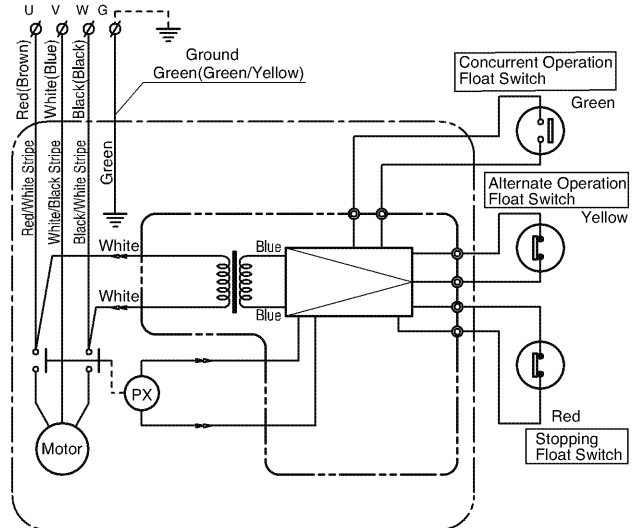 U V W G
Red(Brown)
White(Blue)
Black(Black)
Ground
Green(Green/Yellow)
Concurrent Operation
Float Switch
Green
Red/White Stripe
White/Black Stripe
Black/White Stripe
Green
Alternate Operation
Float Switch
Yellow
White
Blue
White
Blue
PX
Motor
Red
Stopping
Float Switch